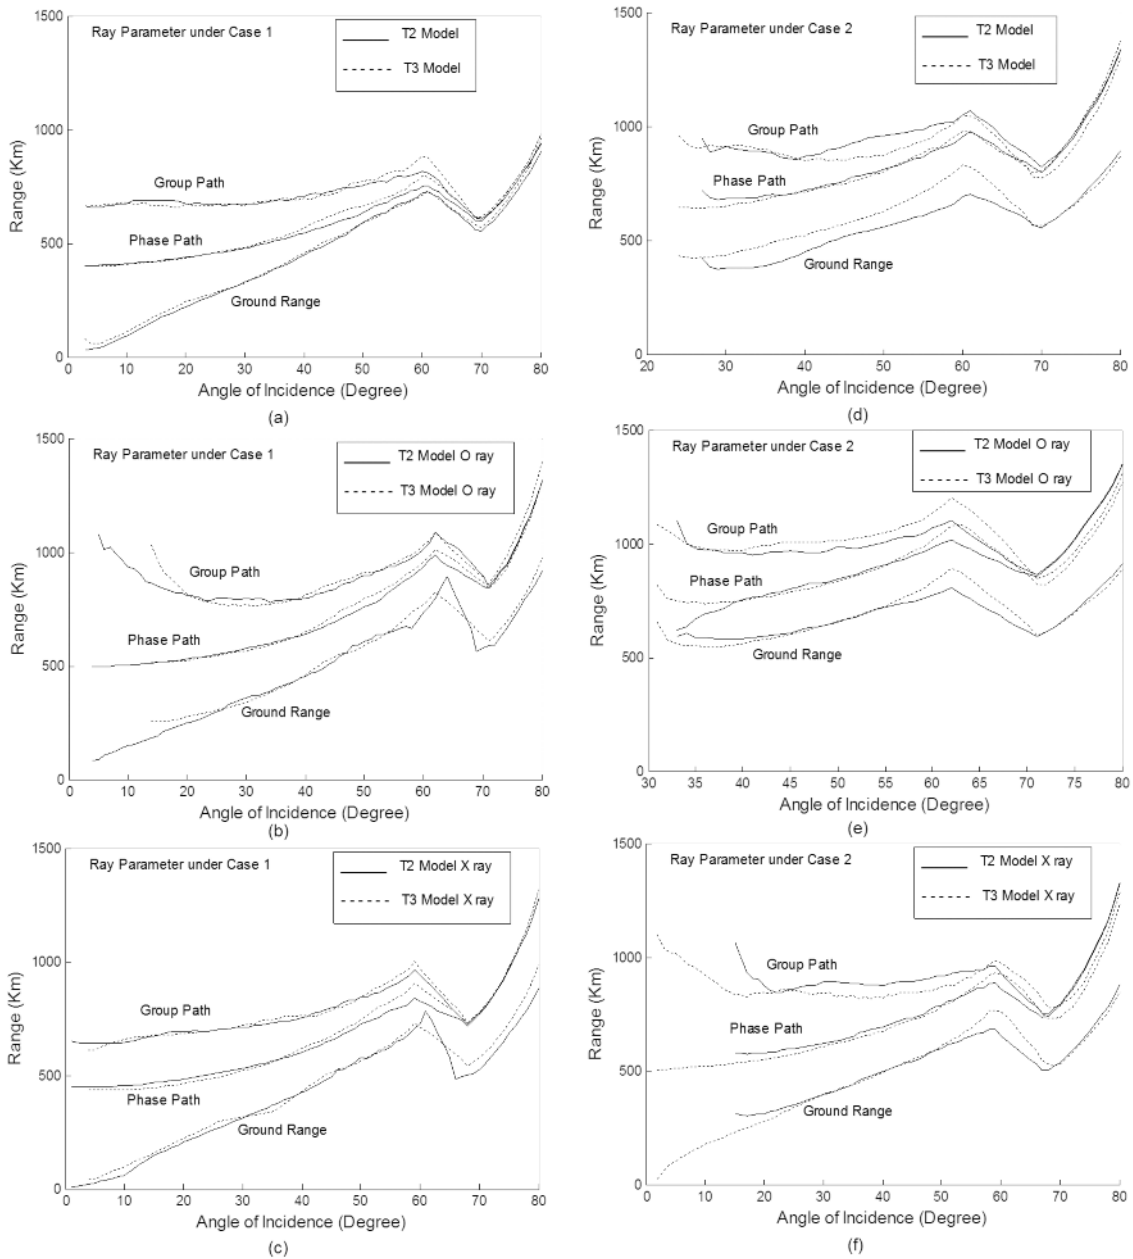 1500
Ray Parameter under Case 1
T2 Model
T3 Model
1000
Range (Km)
Group Path
500
Phase Path
Ground Range
0
0 10 20 30 40 50 60 70 80
Angle of Incidence (Degree)
(a)
1500
Ray Parameter under Case 2
T2 Model
T3 Model
1000
Range (Km)
Group Path
Phase Path
500
Ground Range
0
20 30 40 50 60 70 80
Angle of Incidence (Degree)
(d)
1500
Ray Parameter under Case 1
T2 Model O ray
T3 Model O ray
1000
Range (Km)
Group Path
Phase Path
500
Ground Range
0
0 10 20 30 40 50 60 70 80
Angle of Incidence (Degree)
(b)
1500
Ray Parameter under Case 2
T2 Model O ray
T3 Model O ray
1000
Range (Km)
Group Path
Phase Path
Ground Range
500
0
30 35 35 45 50 55 60 65 70 75 80
Angle of Incidence (Degree)
(e)
1500
Ray Parameter under Case 1
T2 Model X ray
T3 Model X ray
1000
Range (Km)
Group Path
500
Phase Path
Ground Range
0
0 10 20 30 40 50 60 70 80
Angle of Incidence (Degree)
(c)
1500
Ray Parameter under Case 2
T2 Model X ray
T3 Model X ray
1000
Range (Km)
Group Path
Phase Path
500
Ground Range
0
0 10 20 30 40 50 60 70 80
Angle of Incidence (Degree)
(f)